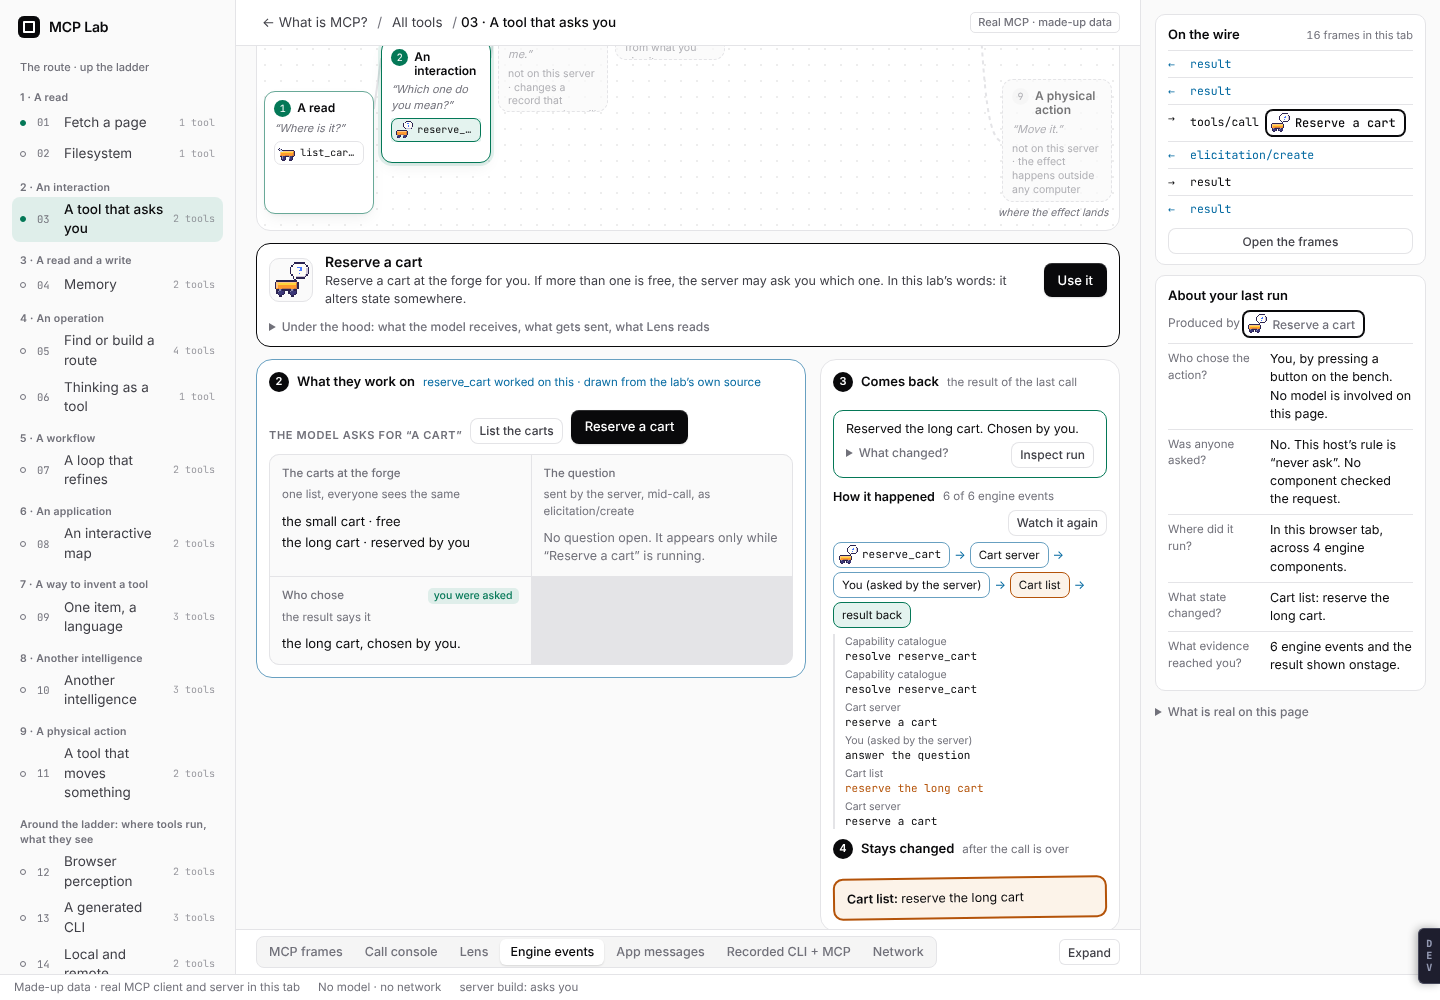 MCP Lab
The route · up the ladder
1 · A read
01 Fetch a page 1 tool
02 Filesystem 1 tool
2 · An interaction
03 A tool that asks you 2 tools
3 · A read and a write
04 Memory 2 tools
4 · An operation
05 Find or build a route 4 tools
06 Thinking as a tool 1 tool
5 · A workflow
07 A loop that refines 2 tools
6 · An application
08 An interactive map 2 tools
7 · A way to invent a tool
09 One item, a language 3 tools
8 · Another intelligence
10 Another intelligence 3 tools
9 · A physical action
11 A tool that moves something 2 tools
Around the ladder: where tools run, what they see
12 Browser perception 2 tools
13 A generated CLI 3 tools
14 Local and remote 2 tools
← What is MCP? / All tools / 03 · A tool that asks you
Real MCP · made-up data
1 A read
“Where is it?”
list_car…
2 An interaction
“Which one do you mean?”
reserve_…
me.”
not on this server
· changes a
record that
from what you
9 A physical action
“Move it.”
not on this server
· the effect
happens outside
any computer
where the effect lands
Reserve a cart
Reserve a cart at the forge for you. If more than one is free, the server may ask you which one. In this lab’s words: it
alters state somewhere.
Use it
Under the hood: what the model receives, what gets sent, what Lens reads
2 What they work on reserve_cart worked on this · drawn from the lab’s own source
THE MODEL ASKS FOR “A CART” List the carts Reserve a cart
The carts at the forge
one list, everyone sees the same
the small cart · free
the long cart · reserved by you
The question
sent by the server, mid-call, as
elicitation/create
No question open. It appears only while
“Reserve a cart” is running.
Who chose you were asked
the result says it
the long cart, chosen by you.
3 Comes back the result of the last call
Reserved the long cart. Chosen by you.
What changed? Inspect run
How it happened 6 of 6 engine events
Watch it again
reserve_cart → Cart server →
You (asked by the server) → Cart list →
result back
Capability catalogue
resolve reserve_cart
Capability catalogue
resolve reserve_cart
Cart server
reserve a cart
You (asked by the server)
answer the question
Cart list
reserve the long cart
Cart server
reserve a cart
4 Stays changed after the call is over
Cart list: reserve the long cart
MCP frames Call console Lens Engine events App messages Recorded CLI + MCP Network
Expand
On the wire 16 frames in this tab
← result
← result
→ tools/call Reserve a cart
← elicitation/create
→ result
← result
Open the frames
About your last run
Produced by Reserve a cart
Who chose the action? You, by pressing a button on the bench. No model is involved on this page.
Was anyone asked? No. This host’s rule is “never ask”. No component checked the request.
Where did it run? In this browser tab, across 4 engine components.
What state changed? Cart list: reserve the long cart.
What evidence reached you? 6 engine events and the result shown onstage.
What is real on this page
DEV
Made-up data · real MCP client and server in this tab No model · no network server build: asks you